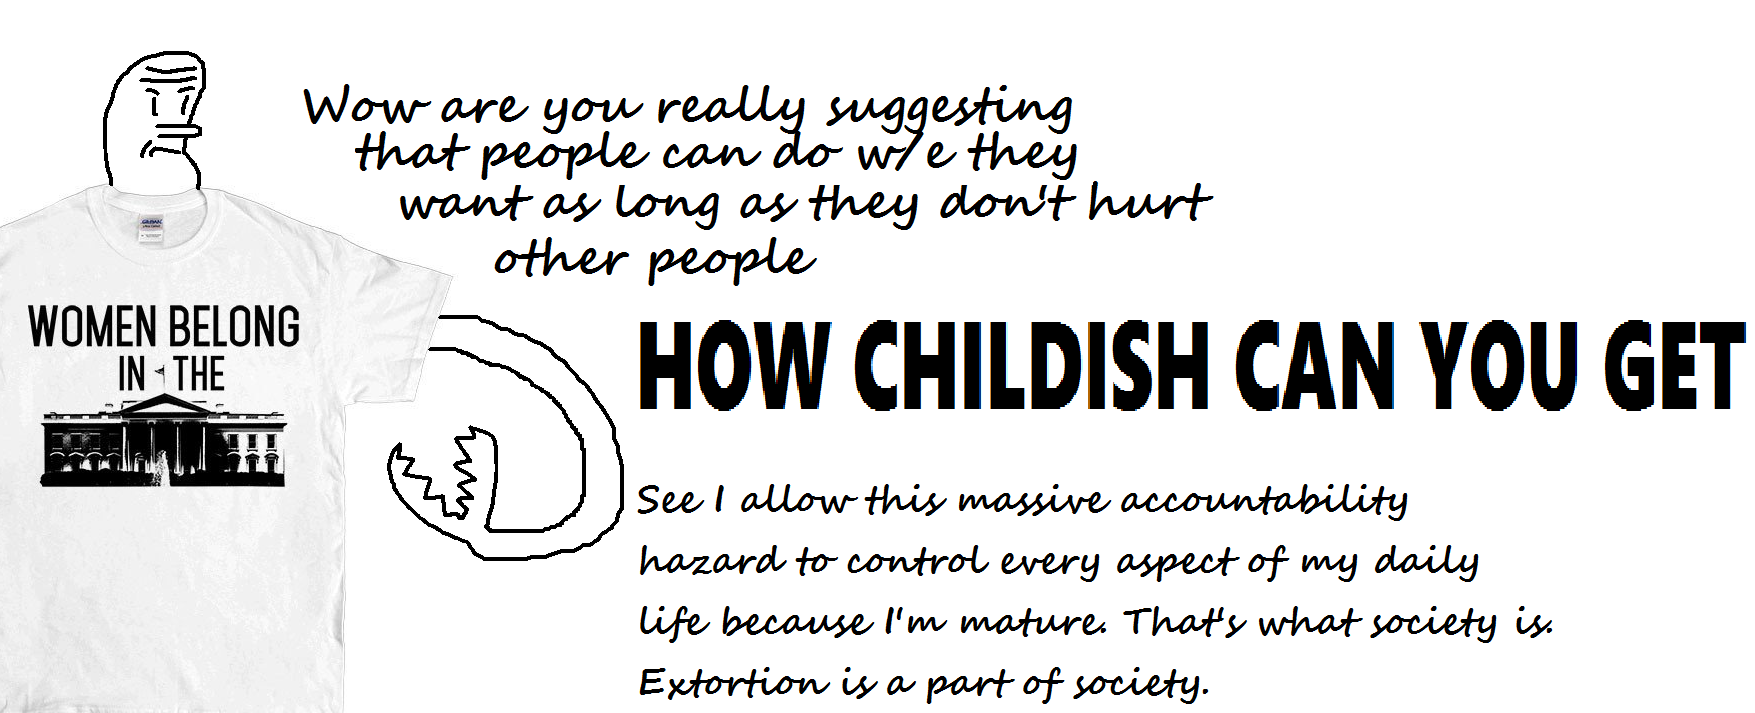 Wow are you really suggesting
that people can do w/e they
want as long as they don't hurt
other people
WOMEN BELONG
IN THE
HOW CHILDISH CAN YOU GET
See I allow this massive accountability
hazard to control every aspect of my daily
life because I'm mature. That's what society is.
Extortion is a part of society.